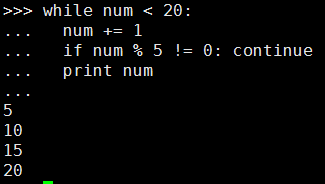 >>> while num < 20:
...   num += 1
...   if num % 5 != 0: continue
...   print num
...
5
10
15
20